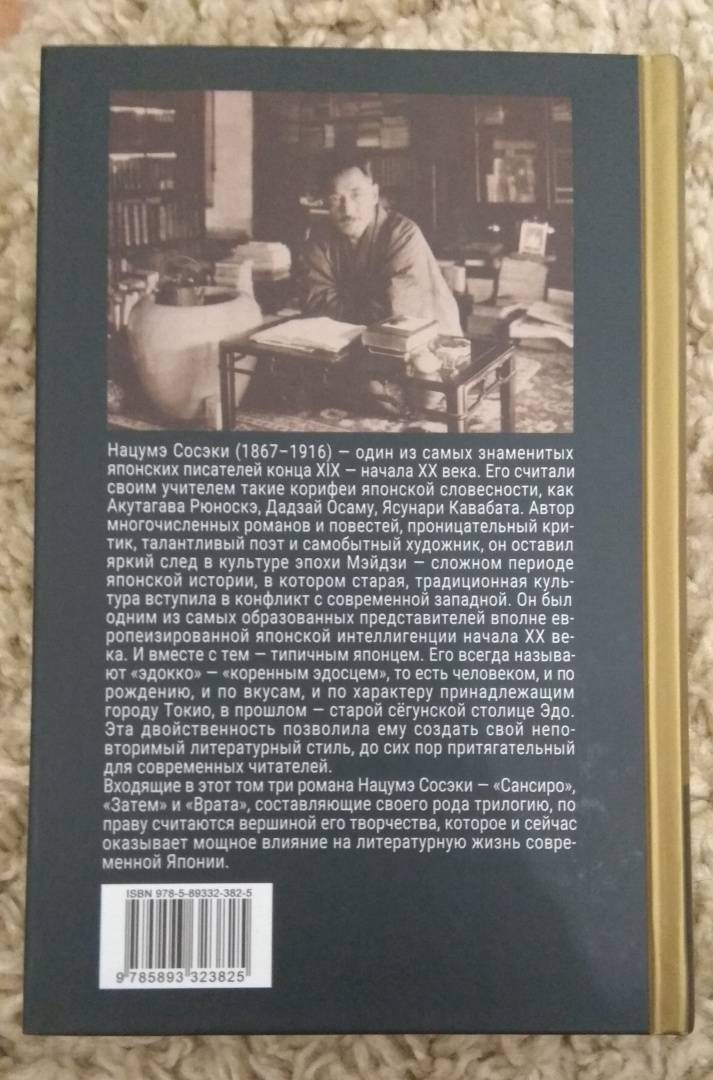 Нацумэ Сосэки (1867–1916) — один из самых знаменитых
японских писателей конца XIX — начала XX века. Его считали
своим учителем такие корифеи японской словесности, как
Акутагава Рюноскэ, Дадзай Осаму, Ясунари Кавабата. Автор
многочисленных романов и повестей, проницательный кри-
тик, талантливый поэт и самобытный художник, он оставил
яркий след в культуре эпохи Мэйдзи — сложном периоде
японской истории, в котором старая, традиционная куль-
тура вступила в конфликт с современной западной. Он был
одним из самых образованных представителей вполне ев-
ропеизированной японской интеллигенции начала XX ве-
ка. И вместе с тем — типичным японцем. Его всегда называ-
ют «эдокко» — «коренным эдосцем», то есть человеком, и по
рождению, и по вкусам, и по характеру принадлежащим
городу Токио, в прошлом — старой сёгунской столице Эдо.
Эта двойственность позволила ему создать свой непо-
вторимый литературный стиль, до сих пор притягательный
для современных читателей.
Входящие в этот том три романа Нацумэ Сосэки — «Сансиро»,
«Затем» и «Врата», составляющие своего рода трилогию, по
праву считаются вершиной его творчества, которое и сейчас
оказывает мощное влияние на литературную жизнь совре-
менной Японии.
ISBN 978-5-89332-382-5
9 785893 323825